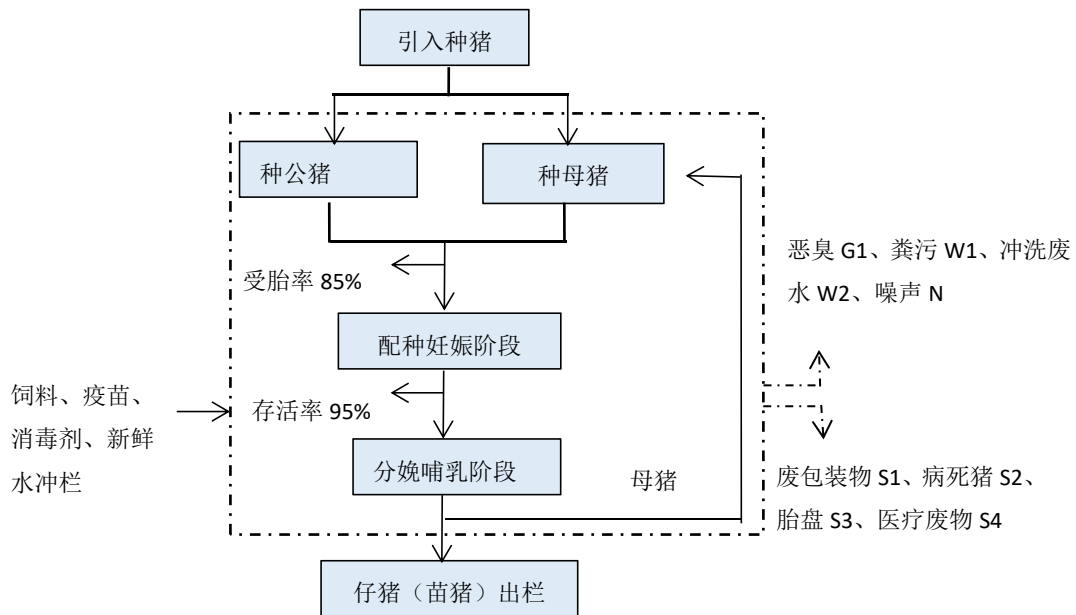 引入种猪
种公猪
种母猪
恶臭 G1、粪污 W1、冲洗废
水 W2、噪声 N
受胎率 85%
配种妊娠阶段
饲料、疫苗、
消毒剂、新鲜
水冲栏
存活率 95%
分娩哺乳阶段
母猪
废包装物 S1、病死猪 S2、
胎盘 S3、医疗废物 S4
仔猪（苗猪）出栏